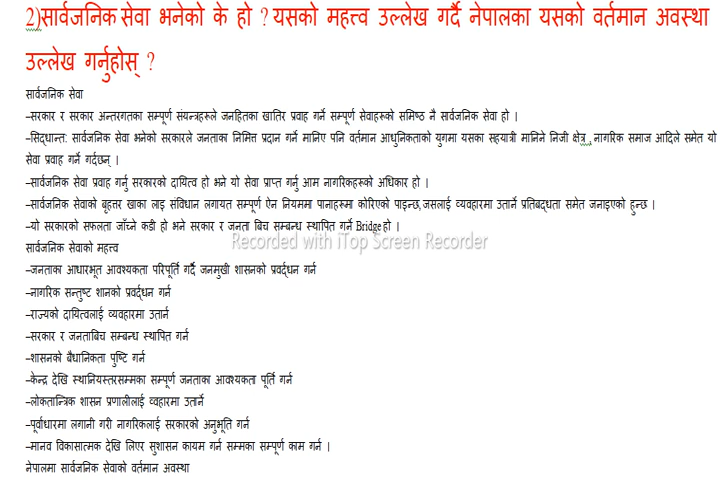 2)सार्वजनिक सेवा भनेको के हो ? यसको महत्त्व उल्लेख गर्दै नेपालका यसको वर्तमान अवस्था
उल्लेख गर्नुहोस् ?
सार्वजनिक सेवा
–सरकार र सरकार अन्तरगतका सम्पूर्ण संयन्त्रहरुले जनहितका खातिर प्रवाह गर्ने सम्पूर्ण सेवाहरुको समिष्ठ नै सार्वजनिक सेवा हो ।
–सिद्धान्त: सार्वजनिक सेवा भनेको सरकारले जनताका निमित्त प्रदान गर्ने मानिए पनि वर्तमान आधुनिकताको युगमा यसका सहयात्री मानिने निजी क्षेत्र ,नागरिक समाज आदिले समेत यो
सेवा प्रवाह गर्ने गर्दछन् ।
–सार्वजनिक सेवा प्रवाह गर्नु सरकारको दायित्व हो भने यो सेवा प्राप्त गर्नु आम नागरिकहरुको अधिकार हो ।
–सार्वजनिक सेवाको बृहत्तर खाका लाइ संविधान लगायत सम्पूर्ण ऐन नियममा पानाहरुमा कोरिएको पाइन्छ,जसलाई व्यवहारमा उतार्ने प्रतिबद्धता समेत जनाइएको हुन्छ ।
–यो सरकारको सफलता जाँच्ने कडी हो भने सरकार र जनता बिच सम्बन्ध स्थापित गर्ने Bridge हो ।
Recorded with iTop Screen Recorder
सार्वजनिक सेवाको महत्त्व
–जनताका आधारभूत आवश्यकता परिपूर्ति गर्दै जनमुखी शासनको प्रवर्द्धन गर्न
–नागरिक सन्तुष्ट शानको प्रवर्द्धन गर्न
–राज्यको दायित्वलाई व्यवहारमा उतार्न
–सरकार र जनताबिच सम्बन्ध स्थापित गर्न
–शासनको बैधानिकता पुष्टि गर्न
–केन्द्र देखि स्थानियस्तरसम्मका सम्पूर्ण जनताका आवश्यकता पूर्ति गर्न
–लोकतान्त्रिक शासन प्रणालीलाई व्वहारमा उतार्ने
–पूर्वाधारमा लगानी गरी नागरिकलाई सरकारको अनुभूति गर्न
–मानव विकासात्मक देखि लिएर सुशासन कायम गर्न सम्मका सम्पूर्ण काम गर्न ।
नेपालमा सार्वजनिक सेवाको वर्तमान अवस्था